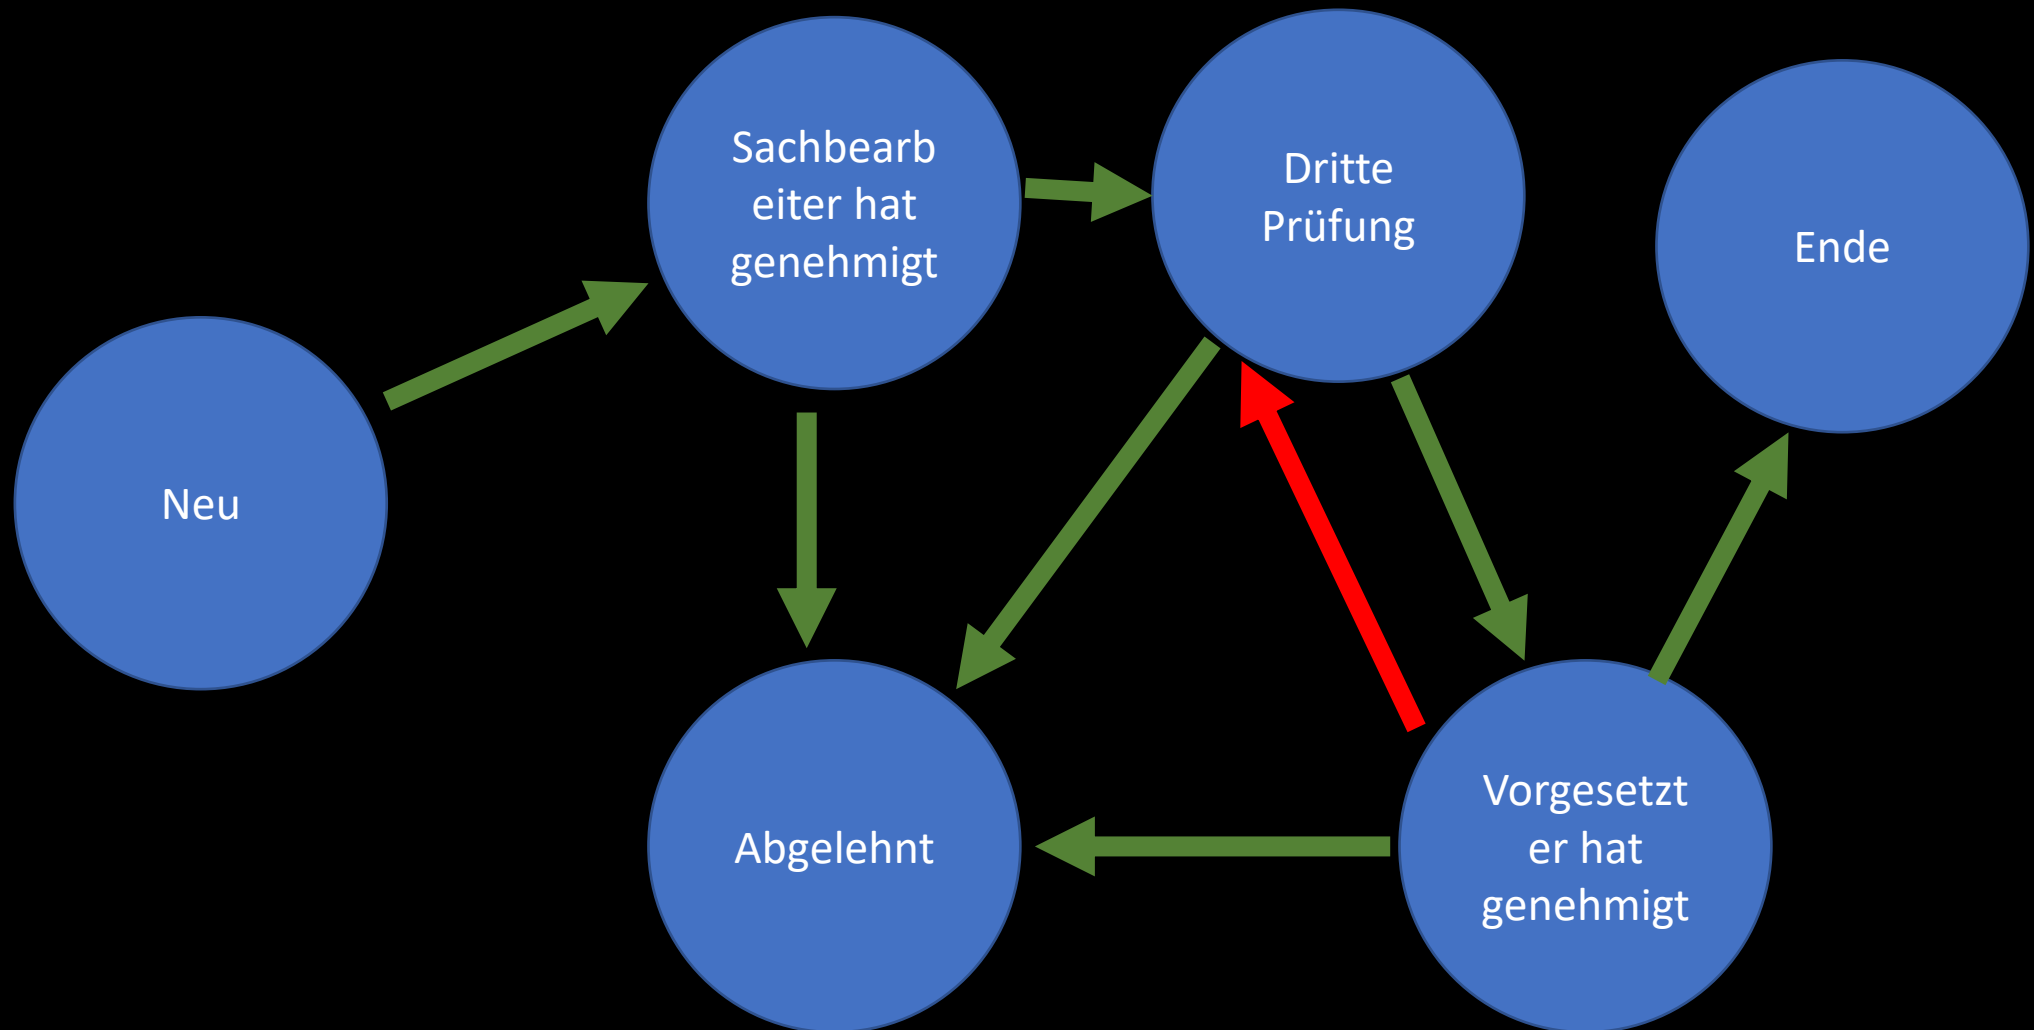 Neu
Sachbearb
eiter hat
genehmigt
Dritte
Prüfung
Ende
Abgelehnt
Vorgesetzt
er hat
genehmigt